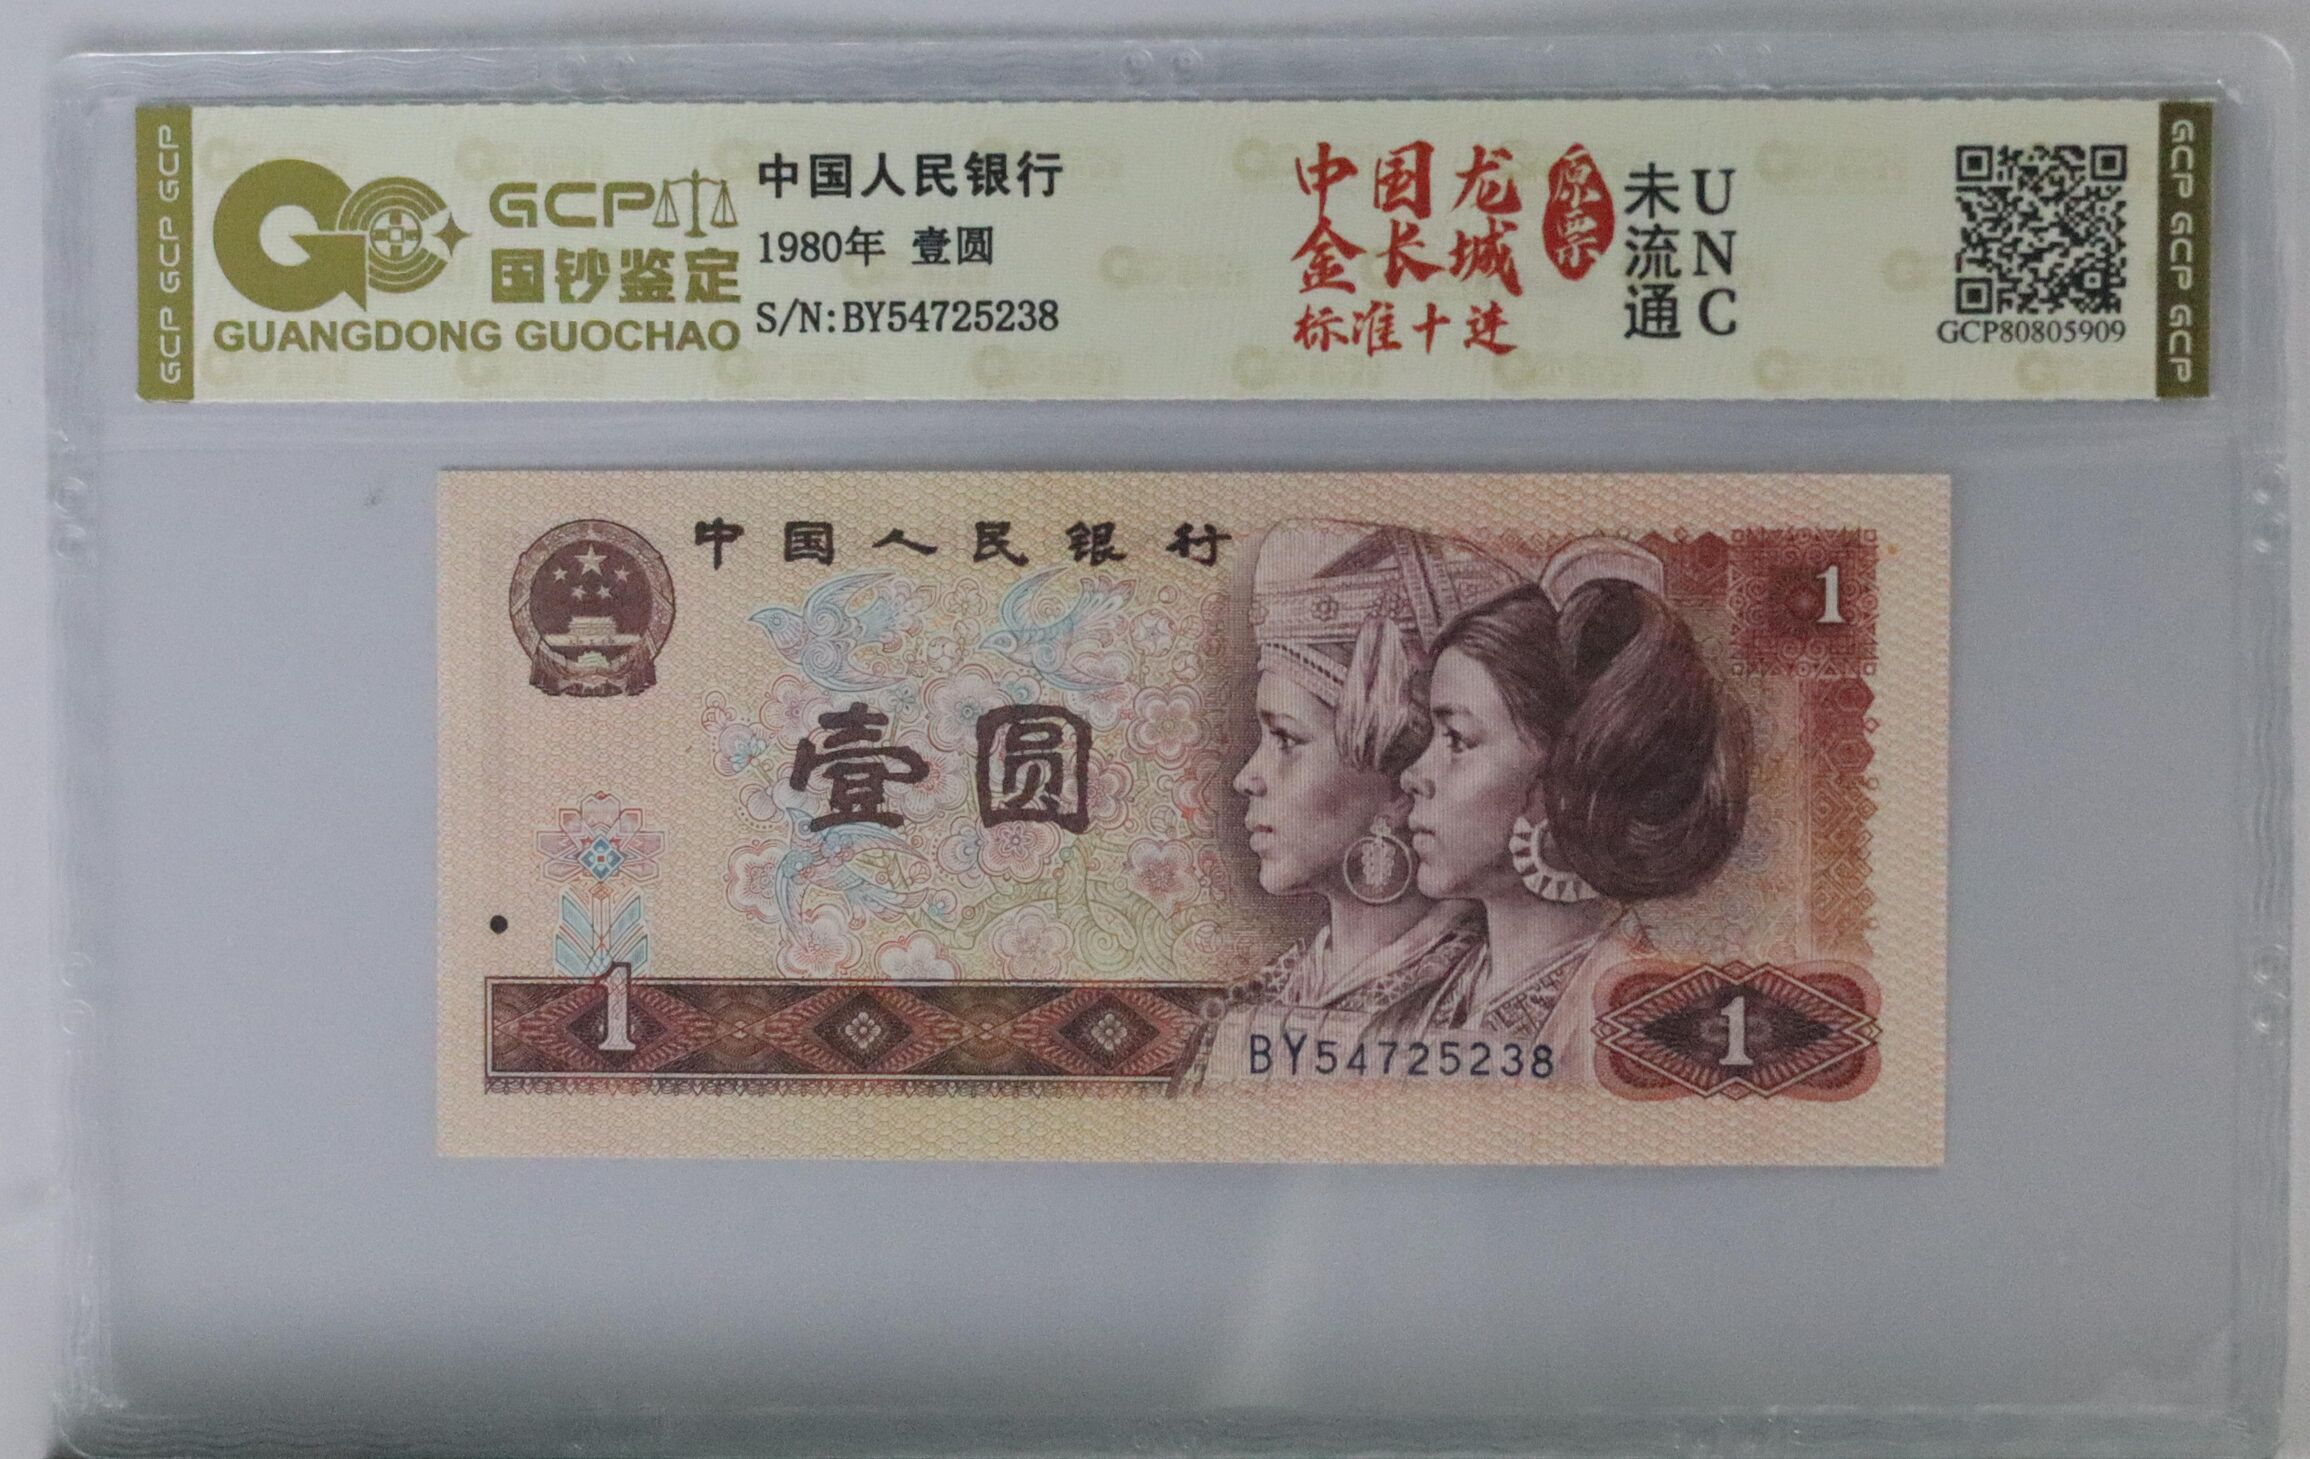 GCP GCP GCP
GCP
国钞鉴定
GUANGDONG GUOCHAO
中国人民银行
1980年 壹圆
S/N:BY54725238
中国龙
金长城
标准十进
原票
未流通
UNC
GCP80805909
GCP GCP GCP
中国人民银行
1
壹圆
1
BY54725238
1